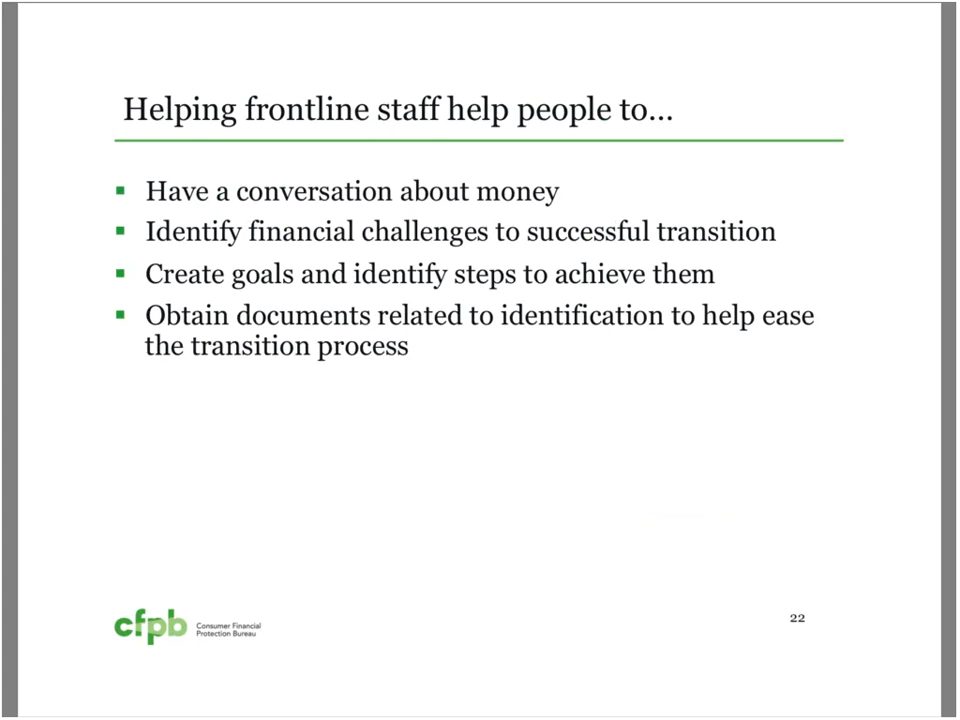 Helping frontline staff help people to…
▪ Have a conversation about money
▪ Identify financial challenges to successful transition
▪ Create goals and identify steps to achieve them
▪ Obtain documents related to identification to help ease
the transition process
cfpb
Consumer Financial
Protection Bureau
22